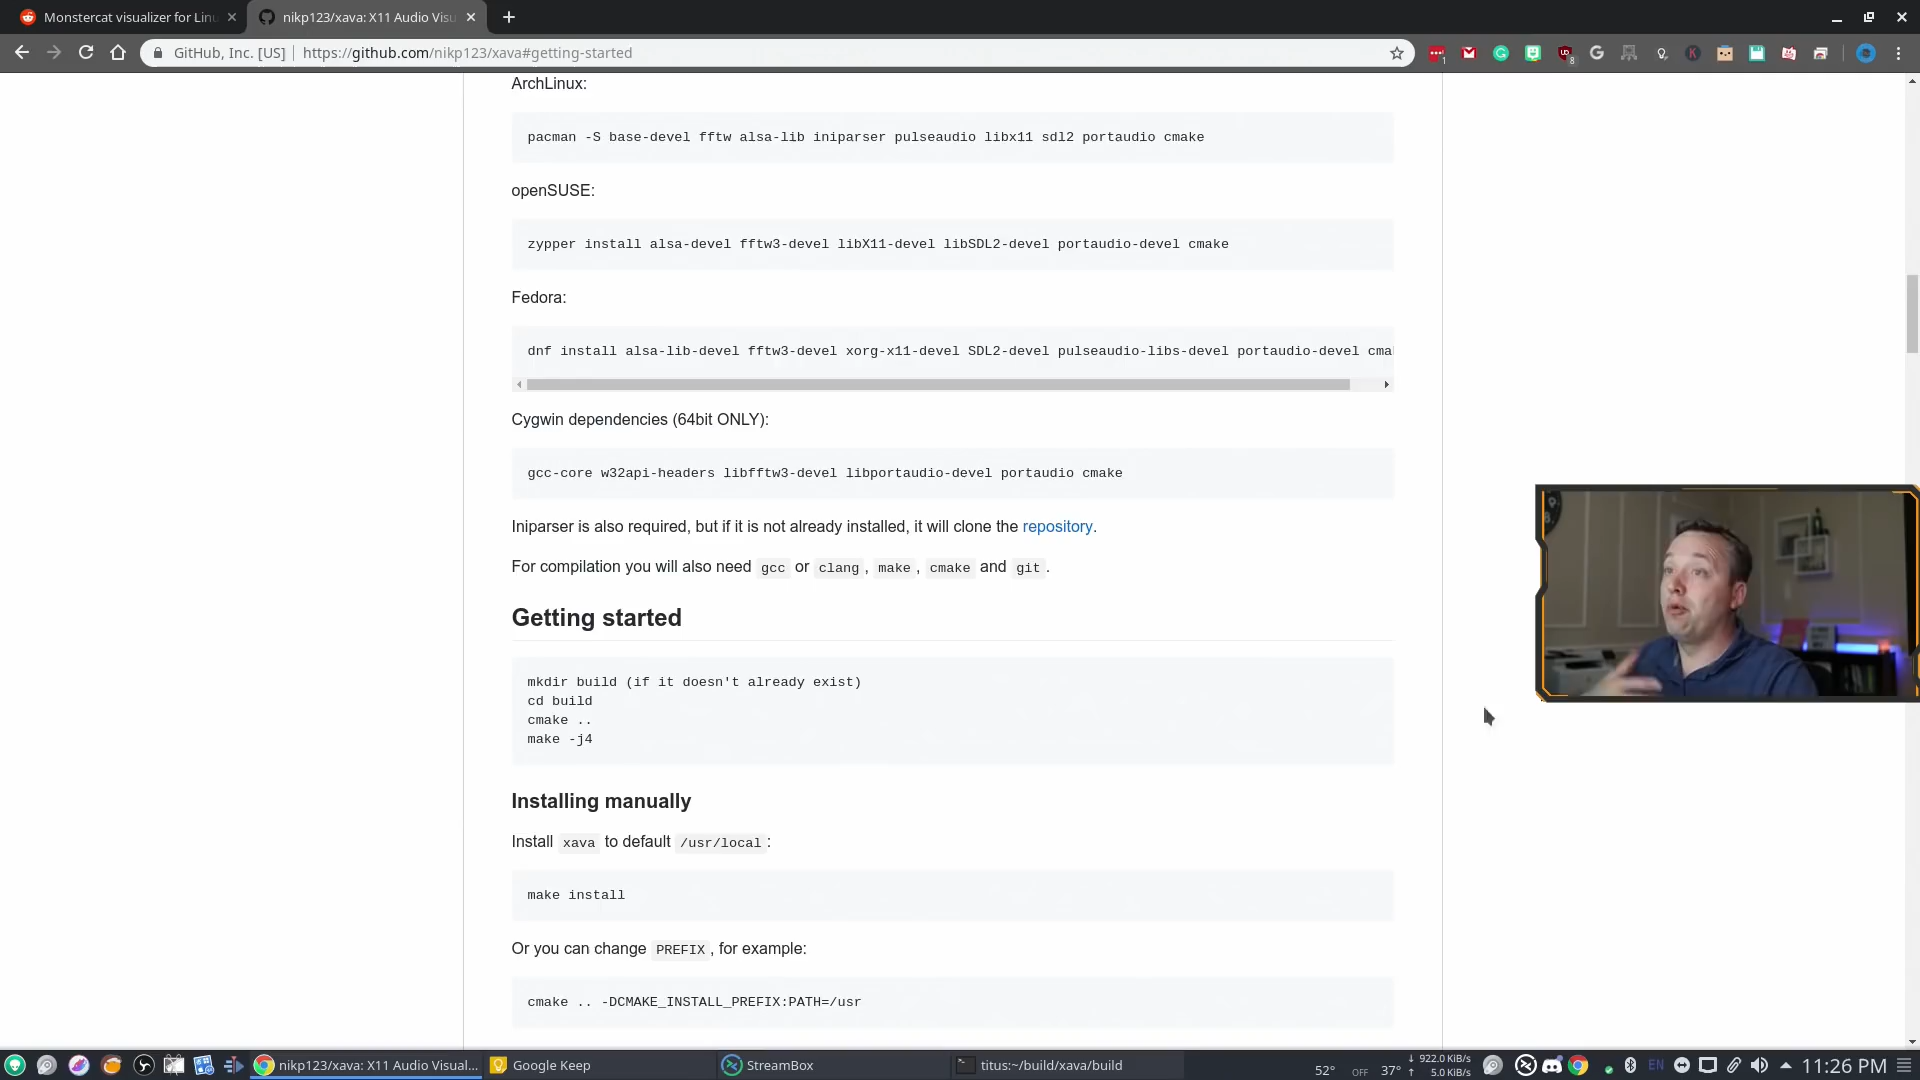 Monstercat visualizer for Linu
nikp123/xava: X11 Audio Visu
GitHub, Inc. [US]
https://github.com/nikp123/xava#getting-started
ArchLinux:
pacman -S base-devel fftw alsa-lib iniparser pulseaudio libx11 sdl2 portaudio cmake
openSUSE:
zypper install alsa-devel fftw3-devel libX11-devel libSDL2-devel portaudio-devel cmake
Fedora:
dnf install alsa-lib-devel fftw3-devel xorg-x11-devel SDL2-devel pulseaudio-libs-devel portaudio-devel cma
Cygwin dependencies (64bit ONLY):
gcc-core w32api-headers libfftw3-devel libportaudio-devel portaudio cmake
Iniparser is also required, but if it is not already installed, it will clone the repository.
For compilation you will also need gcc or clang, make, cmake and git.
Getting started
mkdir build (if it doesn't already exist)
cd build
cmake ..
make -j4
Installing manually
Install xava to default /usr/local:
make install
Or you can change PREFIX, for example:
cmake .. -DCMAKE_INSTALL_PREFIX:PATH=/usr
nikp123/xava: X11 Audio Visual...
Google Keep
StreamBox
titus:~/build/xava/build
52°
OFF
37°
↓ 922.0 KiB/s
↑ 5.0 KiB/s
EN
11:26 PM